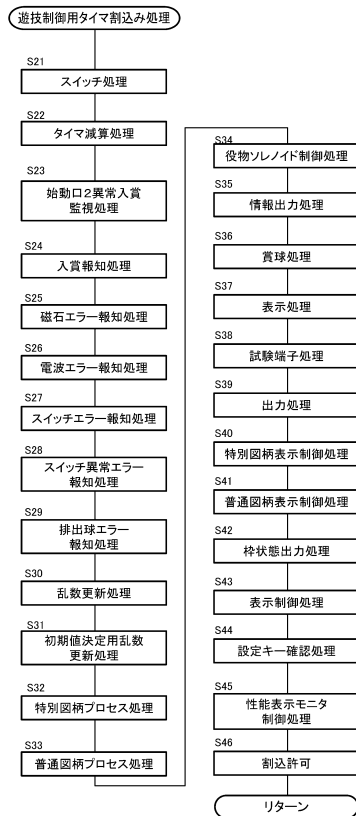 遊技制御用タイマ割込み処理
S21
スイッチ処理
S22
タイマ減算処理
S23
始動口2異常入賞
監視処理
S24
入賞報知処理
S25
磁石エラー報知処理
S26
電波エラー報知処理
S27
スイッチエラー報知処理
S28
スイッチ異常エラー
報知処理
S29
排出球エラー
報知処理
S30
乱数更新処理
S31
初期値決定用乱数
更新処理
S32
特別図柄プロセス処理
S33
普通図柄プロセス処理
S34
役物ソレノイド制御処理
S35
情報出力処理
S36
賞球処理
S37
表示処理
S38
試験端子処理
S39
出力処理
S40
特別図柄表示制御処理
S41
普通図柄表示制御処理
S42
枠状態出力処理
S43
表示制御処理
S44
設定キー確認処理
S45
性能表示モニタ
制御処理
S46
割込許可
リターン